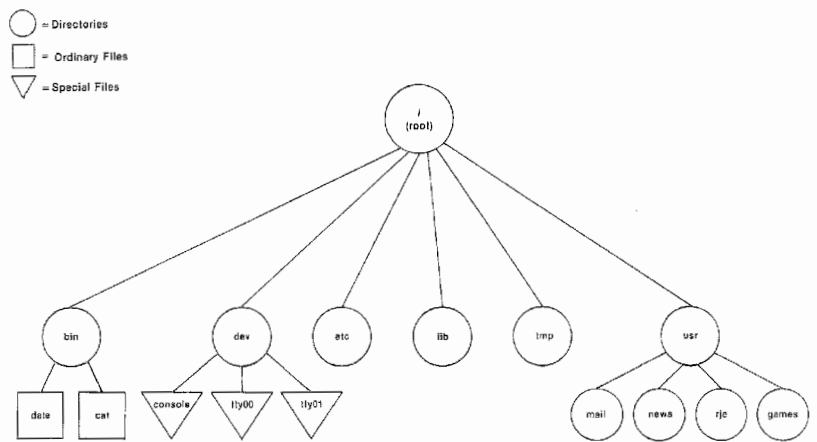 = Directories
= Ordinary Files
= Special Files
/
(root)
bin
dev
etc
lib
tmp
usr
date
cat
console
tty00
tty01
mail
news
rje
games